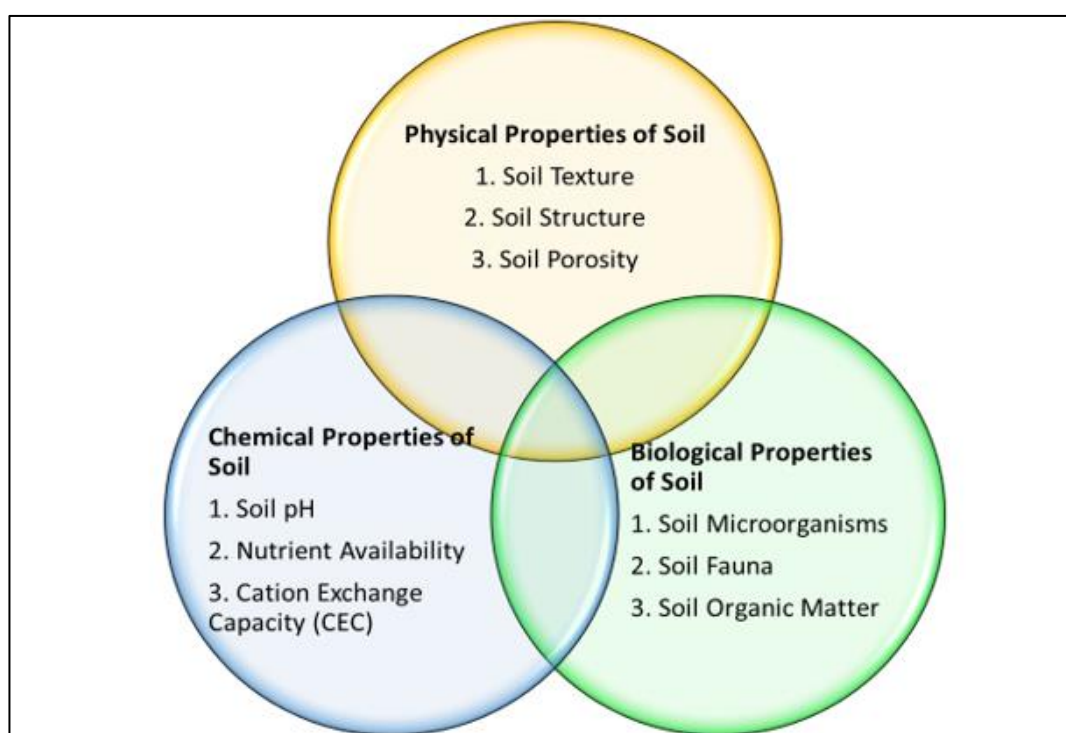 Physical Properties of Soil
1. Soil Texture
2. Soil Structure
3. Soil Porosity
Chemical Properties of
Soil
1. Soil pH
2. Nutrient Availability
3. Cation Exchange
Capacity (CEC)
Biological Properties
of Soil
1. Soil Microorganisms
2. Soil Fauna
3. Soil Organic Matter